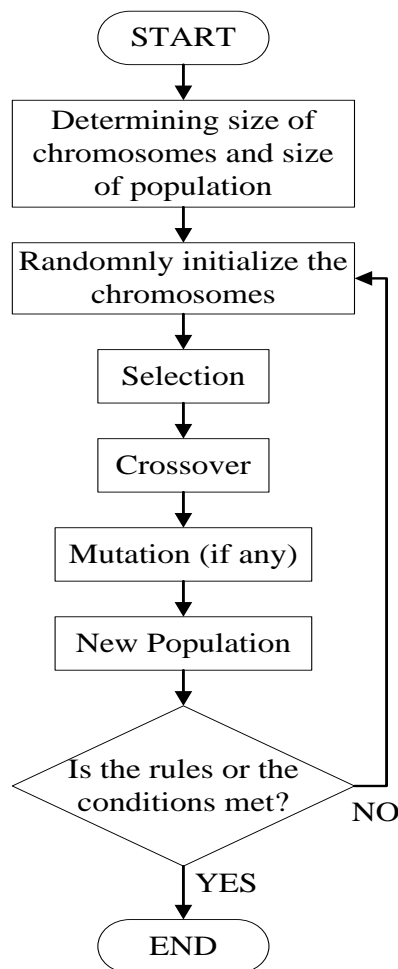 START
Determining size of
chromosomes and size
of population
Randomnly initialize the
chromosomes
Selection
Crossover
Mutation (if any)
New Population
Is the rules or the
conditions met?
NO
YES
END